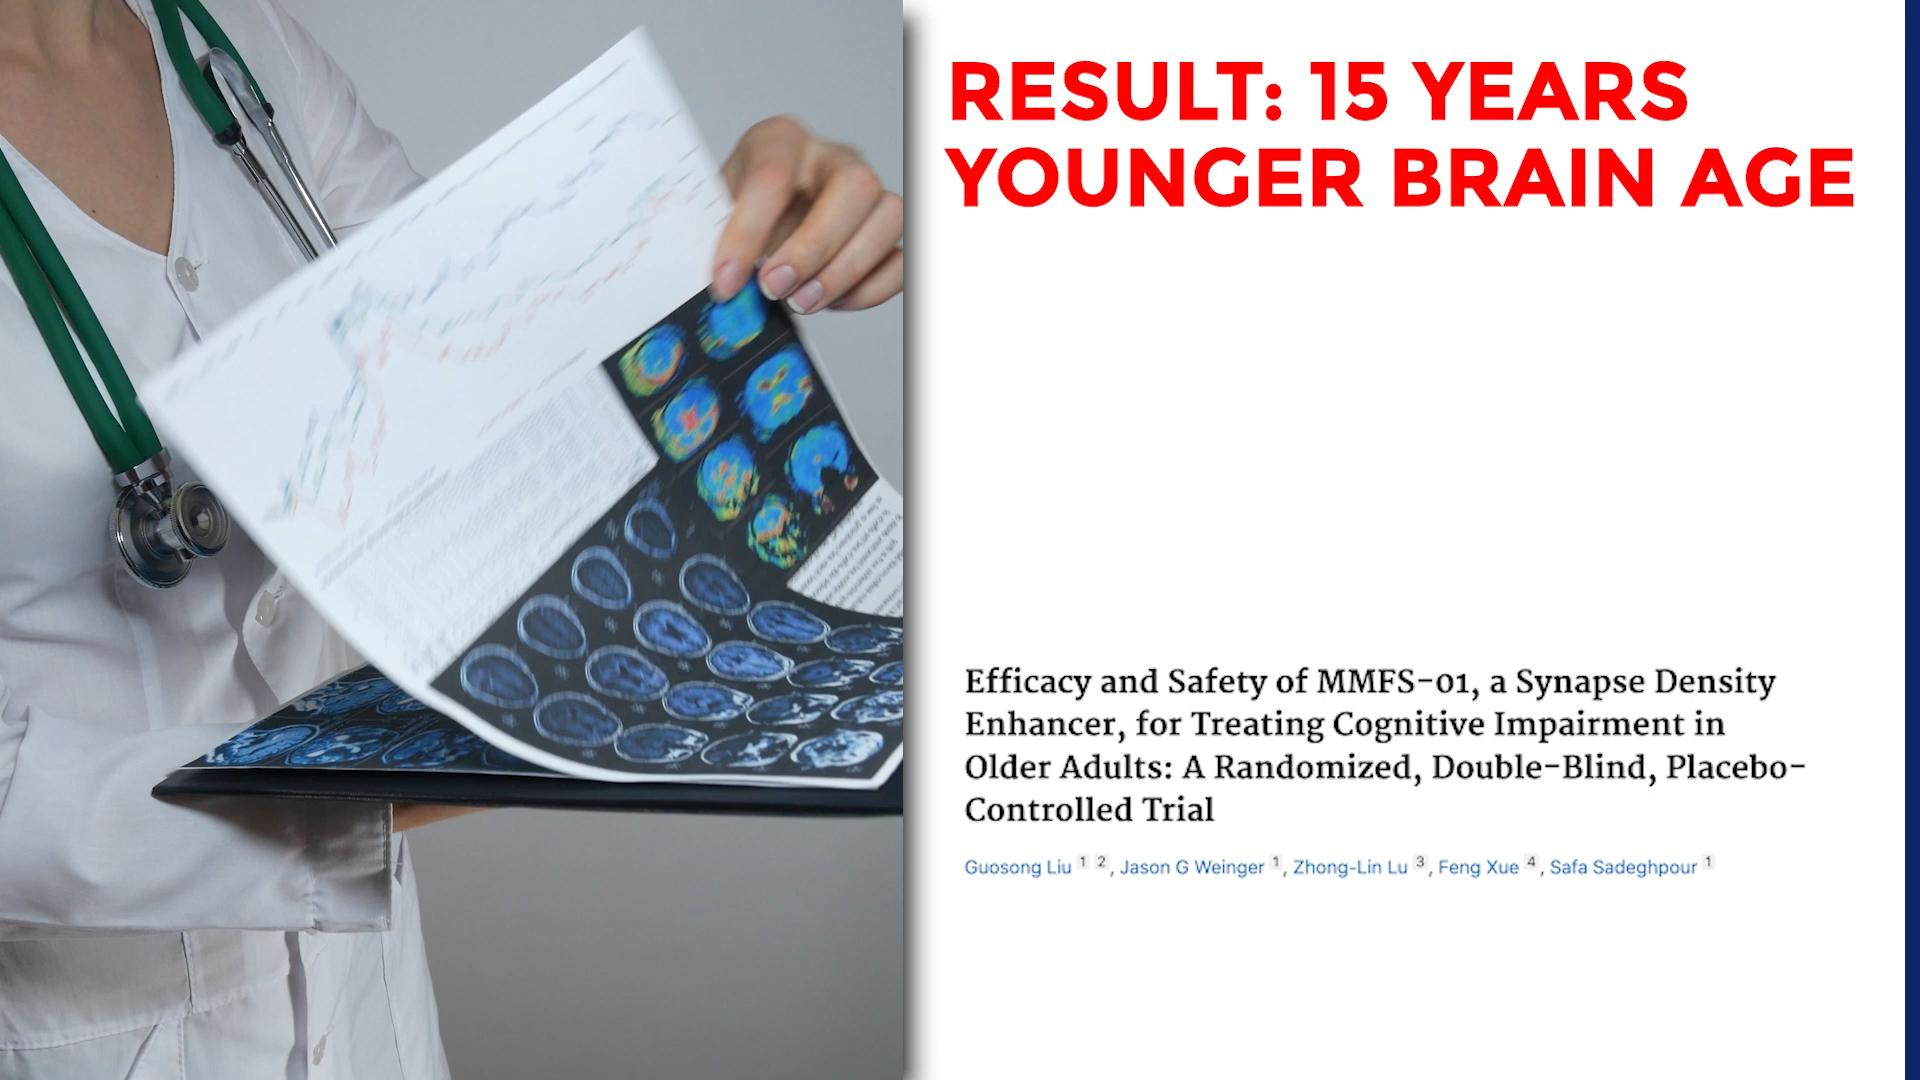 RESULT: 15 YEARS
YOUNGER BRAIN AGE
Efficacy and Safety of MMFS-01, a Synapse Density
Enhancer, for Treating Cognitive Impairment in
Older Adults: A Randomized, Double-Blind, Placebo-
Controlled Trial
Guosong Liu 1 2, Jason G Weinger 1, Zhong-Lin Lu 3, Feng Xue 4, Safa Sadeghpour 1